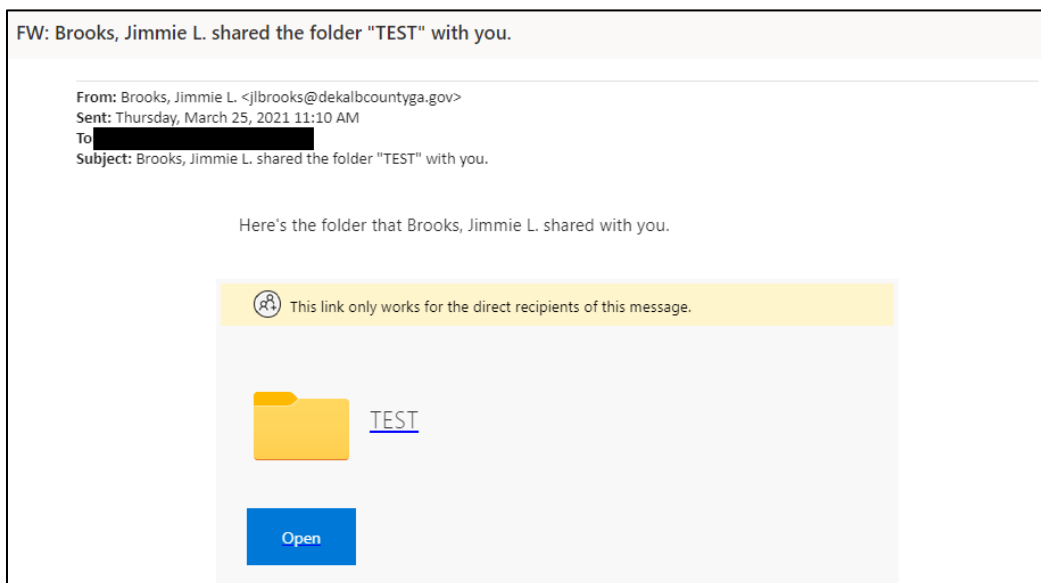 FW: Brooks, Jimmie L. shared the folder "TEST" with you.
From: Brooks, Jimmie L. <jlbrooks@dekalbcountyga.gov>
Sent: Thursday, March 25, 2021 11:10 AM
To
Subject: Brooks, Jimmie L. shared the folder "TEST" with you.
Here's the folder that Brooks, Jimmie L. shared with you.
This link only works for the direct recipients of this message.
TEST
Open